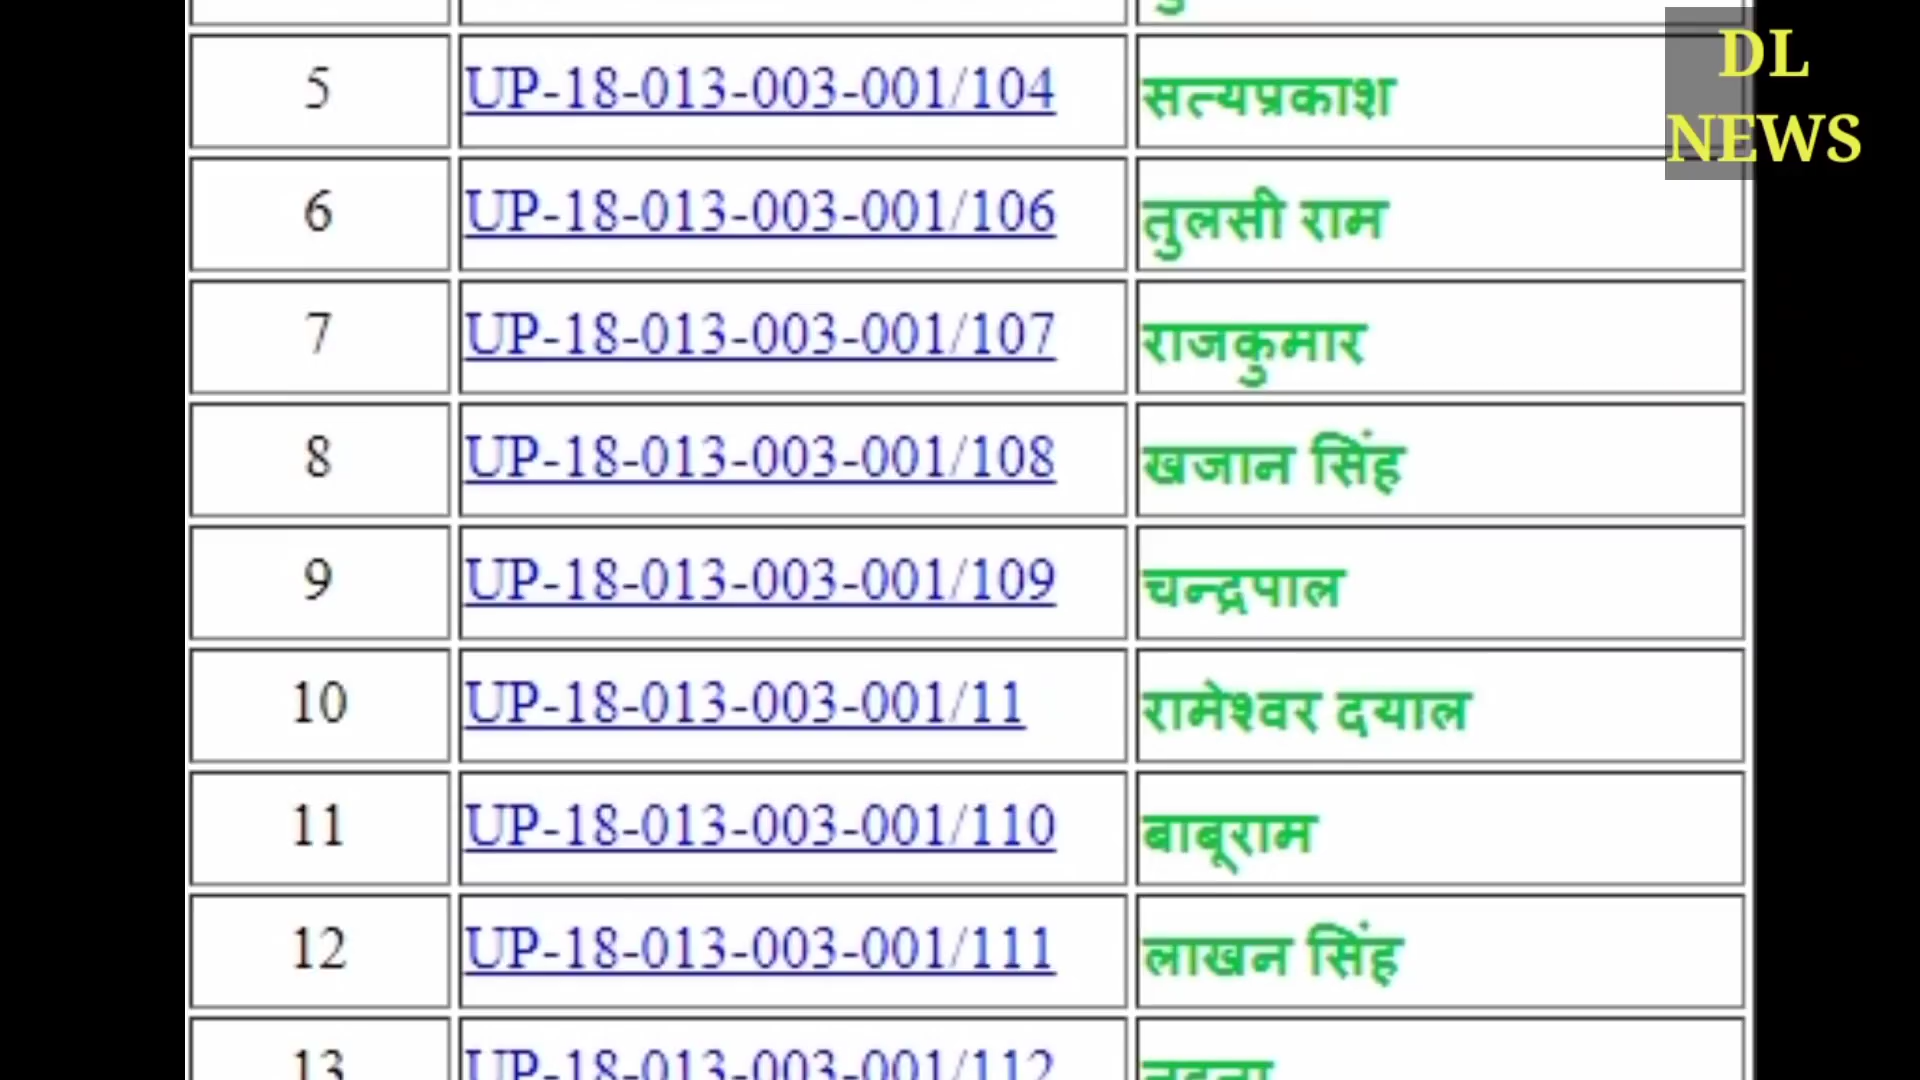 DL
NEWS
5 UP-18-013-003-001/104 सत्यप्रकाश
6 UP-18-013-003-001/106 तुलसी राम
7 UP-18-013-003-001/107 राजकुमार
8 UP-18-013-003-001/108 खजान सिंह
9 UP-18-013-003-001/109 चन्द्रपाल
10 UP-18-013-003-001/11 रामेश्वर दयाल
11 UP-18-013-003-001/110 बाबूराम
12 UP-18-013-003-001/111 लाखन सिंह
13 UP-18-013-003-001/112